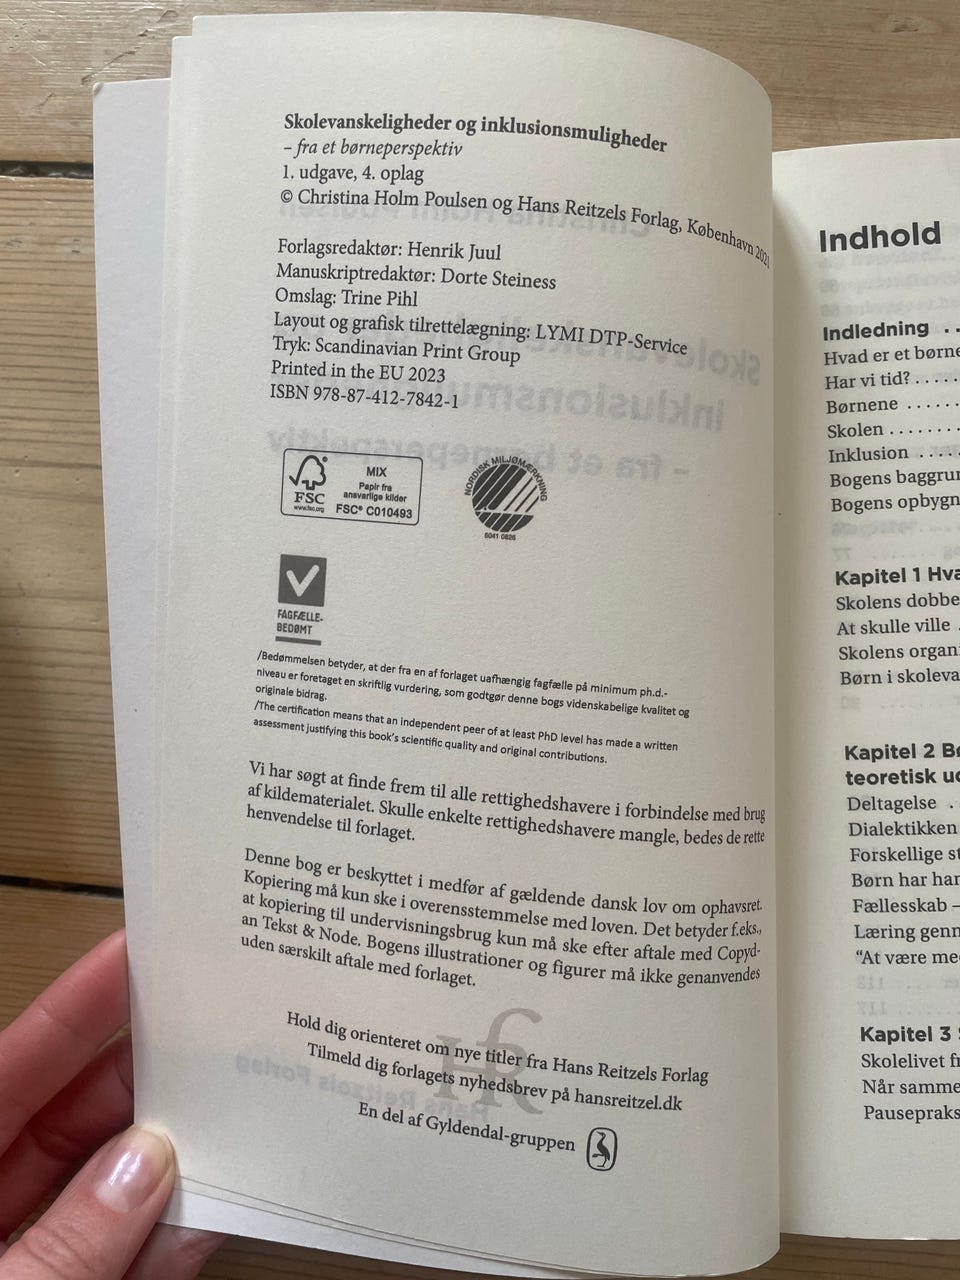 Skolevanskeligheder og inklusionsmuligheder
– fra et børneperspektiv
1. udgave, 4. oplag
© Christina Holm Poulsen og Hans Reitzels Forlag, København 2021
Forlagsredaktør: Henrik Juul
Manuskriptredaktør: Dorte Steiness
Omslag: Trine Pihl
Layout og grafisk tilrettelægning: LYMI DTP-Service
Tryk: Scandinavian Print Group
Printed in the EU 2023
ISBN 978-87-412-7842-1
FSC
www.fsc.org
MIX
Papir fra
ansvarlige kilder
FSC® C010493
NORDISK MILJØMÆRKNING
5041 0826
FAGFÆLLE-
BEDØMT
/Bedømmelsen betyder, at der fra en af forlaget uafhængig fagfælle på minimum ph.d.-
niveau er foretaget en skriftlig vurdering, som godtgør denne bogs videnskabelige kvalitet og
originale bidrag.
/The certification means that an independent peer of at least PhD level has made a written
assessment justifying this book's scientific quality and original contributions.
Vi har søgt at finde frem til alle rettighedshavere i forbindelse med brug
af kildematerialet. Skulle enkelte rettighedshavere mangle, bedes de rette
henvendelse til forlaget.
Denne bog er beskyttet i medfør af gældende dansk lov om ophavsret.
Kopiering må kun ske i overensstemmelse med loven. Det betyder f.eks.,
at kopiering til undervisningsbrug kun må ske efter aftale med Copyd-
an Tekst & Node. Bogens illustrationer og figurer må ikke genanvendes
uden særskilt aftale med forlaget.
Hold dig orienteret om nye titler fra Hans Reitzels Forlag
Tilmeld dig forlagets nyhedsbrev på hansreitzel.dk
En del af Gyldendal-gruppen
Indhold
Indledning . .
Hvad er et børne
Har vi tid? . . . . .
Børnene . . . . . .
Skolen . . . . . . . .
Inklusion . . . . .
Bogens baggrun
Bogens opbygn
Kapitel 1 Hva
Skolens dobbe
At skulle ville .
Skolens organi
Børn i skoleva
Kapitel 2 Bø
teoretisk ud
Deltagelse .
Dialektikken
Forskellige st
Børn har han
Fællesskab –
Læring genn
"At være me
Kapitel 3 S
Skolelivet fr
Når samme
Pausepraks